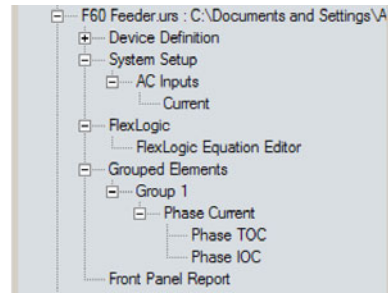 F60 Feeder.urs : C:\Documents and Settings\A
Device Definition
System Setup
AC Inputs
Current
FlexLogic
FlexLogic Equation Editor
Grouped Elements
Group 1
Phase Current
Phase TOC
Phase IOC
Front Panel Report